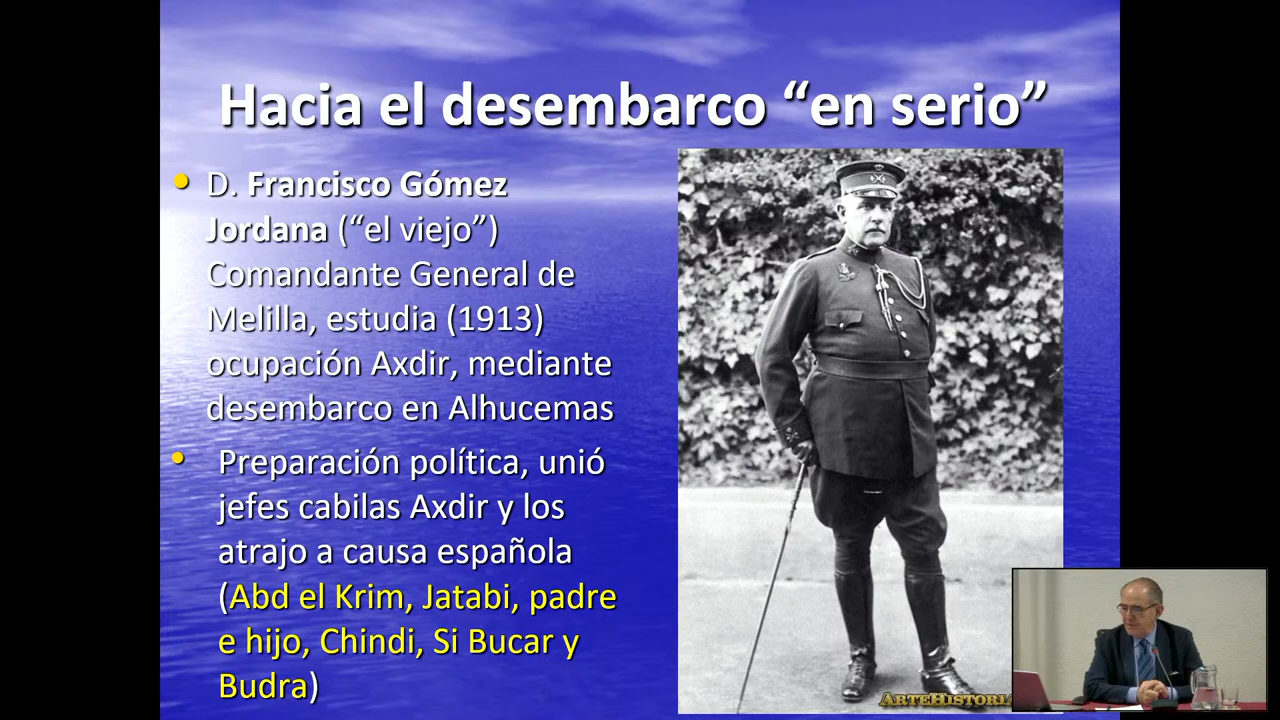 Hacia el desembarco “en serio”
• D. Francisco Gómez
Jordana (“el viejo”)
Comandante General de
Melilla, estudia (1913)
ocupación Axdir, mediante
desembarco en Alhucemas
• Preparación política, unió
jefes cabilas Axdir y los
atrajo a causa española
(Abd el Krim, Jatabi, padre
e hijo, Chindi, Si Bucar y
Budra)
ARTEHISTORIA